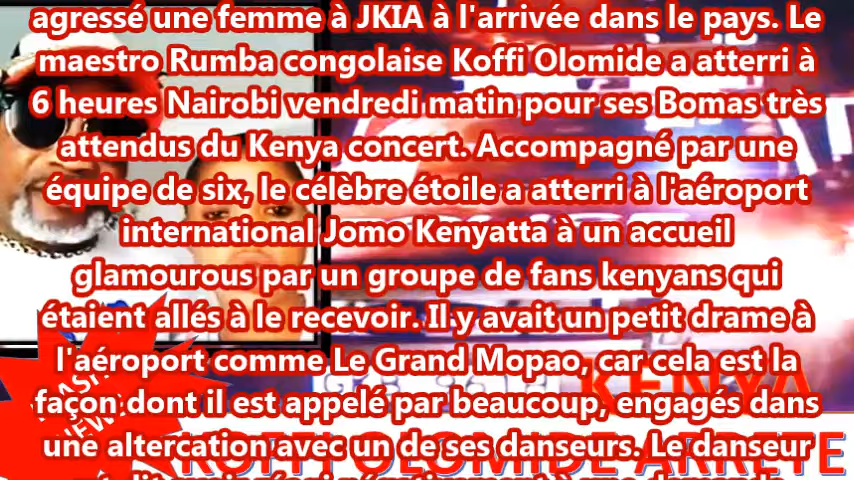 agressé une femme à JKIA à l'arrivée dans le pays. Le
maestro Rumba congolaise Koffi Olomide a atterri à
6 heures Nairobi vendredi matin pour ses Bomas très
attendus du Kenya concert. Accompagné par une
équipe de six, le célèbre étoile a atterri à l'aéroport
international Jomo Kenyatta à un accueil
glamourous par un groupe de fans kenyans qui
étaient allés à le recevoir. Il y avait un petit drame à
l'aéroport comme Le Grand Mopao, car cela est la
façon dont il est appelé par beaucoup, engagés dans
une altercation avec un de ses danseurs. Le danseur
KENYA
KOFFI OLOMIDE ARRETE